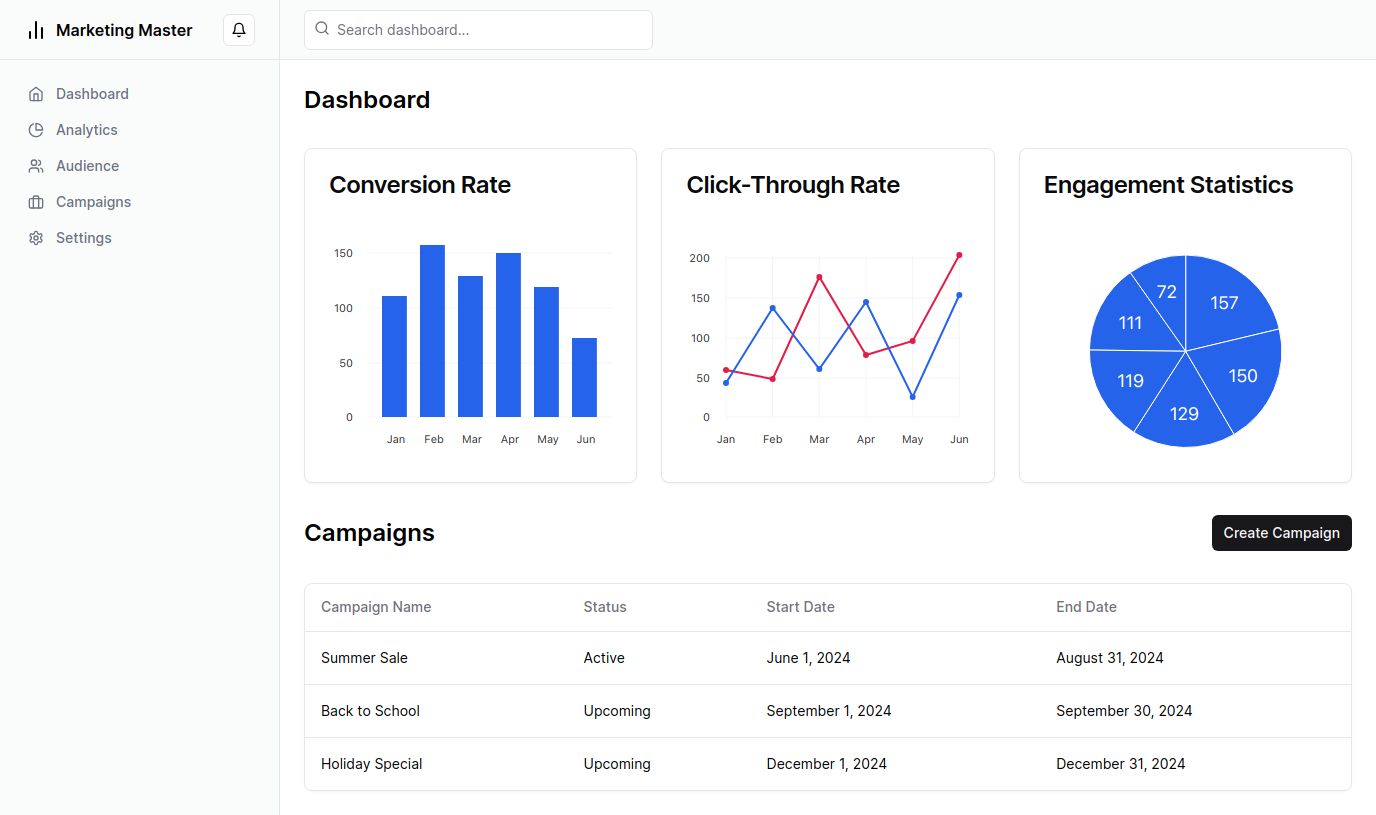 Marketing Master
Search dashboard...
Dashboard
Analytics
Audience
Campaigns
Settings
Dashboard
Conversion Rate
150
100
50
0
Jan Feb Mar Apr May Jun
Click-Through Rate
200
150
100
50
0
Jan Feb Mar Apr May Jun
Engagement Statistics
72 157
111
119 150
129
Campaigns
Create Campaign
Campaign Name Status Start Date End Date
Summer Sale Active June 1, 2024 August 31, 2024
Back to School Upcoming September 1, 2024 September 30, 2024
Holiday Special Upcoming December 1, 2024 December 31, 2024